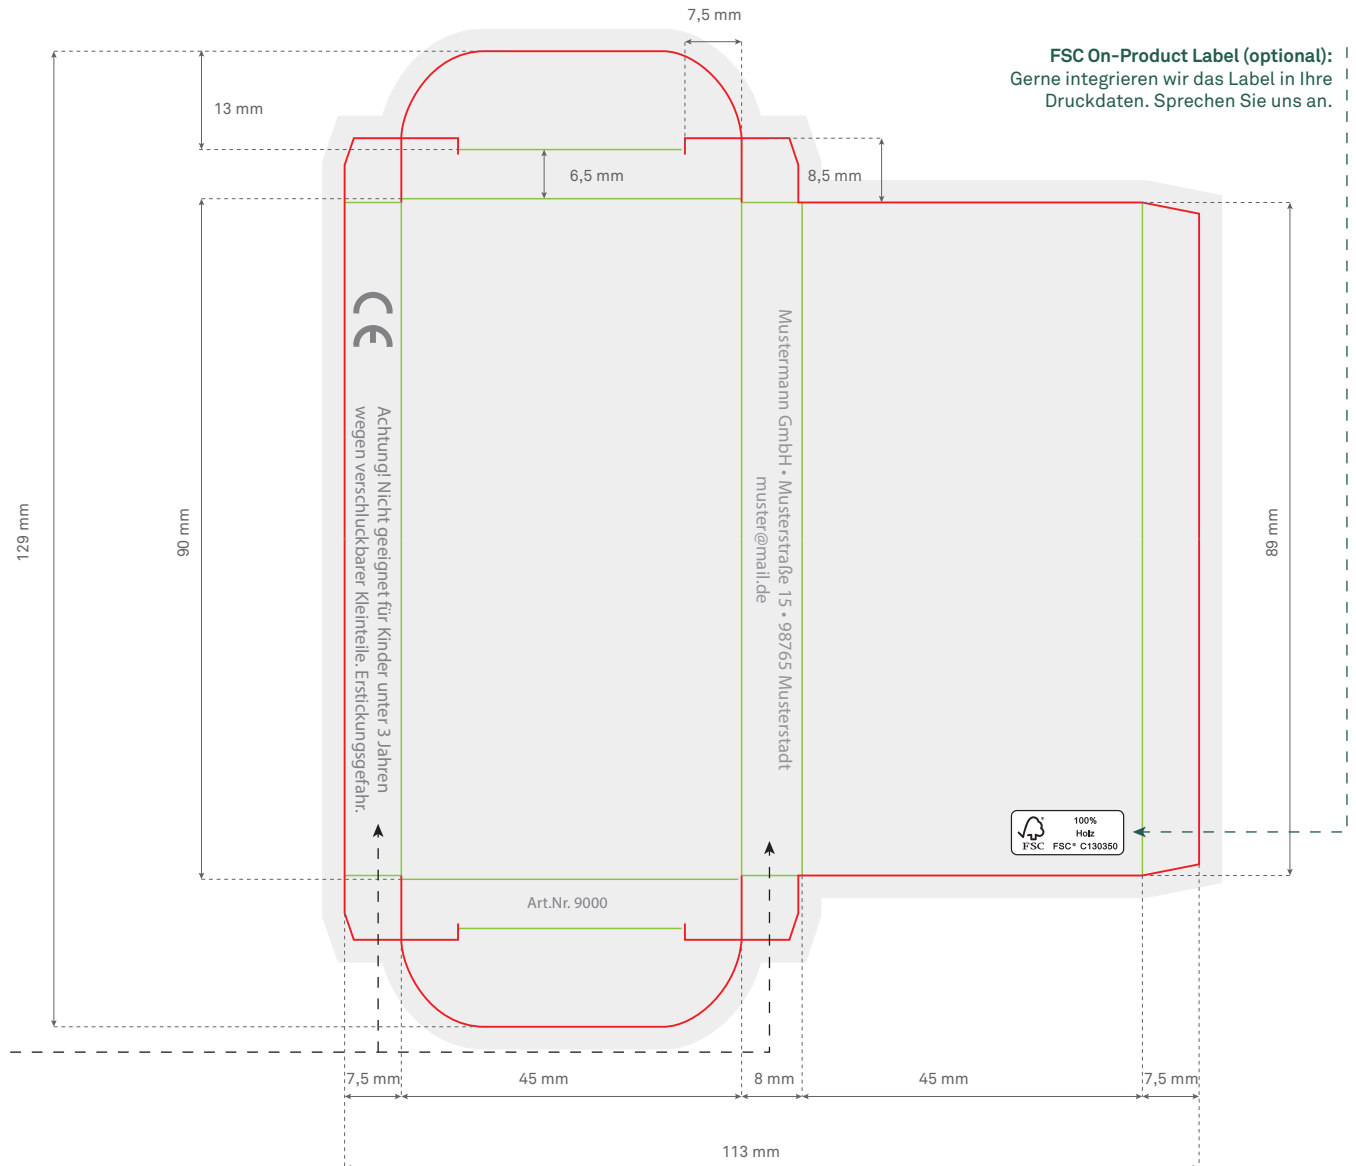 7,5 mm
FSC On-Product Label (optional):
Gerne integrieren wir das Label in Ihre
Druckdaten. Sprechen Sie uns an.
13 mm
6,5 mm
8,5 mm
CE
Achtung! Nicht geeignet für Kinder unter 3 Jahren
wegen verschluckbarer Kleinteile. Erstickungsgefahr.
Mustermann GmbH • Musterstraße 15 • 98765 Musterstadt
muster@mail.de
129 mm
90 mm
89 mm
100%
Holz
FSC
FSC® C130350
Art.Nr. 9000
7,5 mm
45 mm
8 mm
45 mm
7,5 mm
113 mm